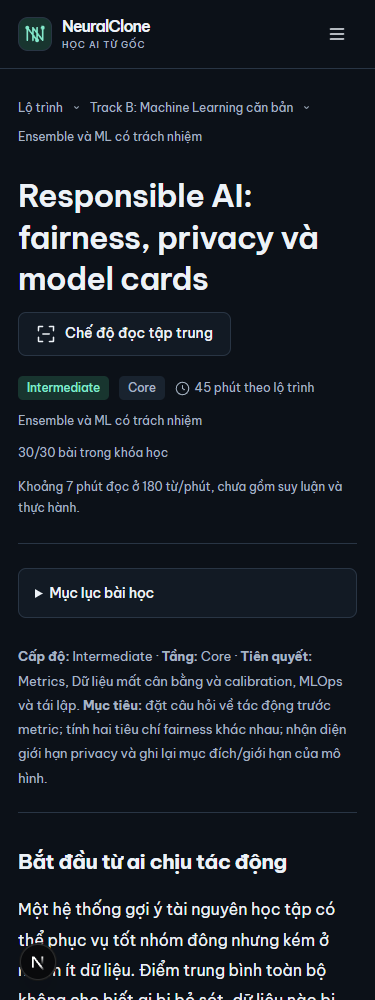 NeuralClone
HỌC AI TỪ GỐC
Lộ trình
Track B: Machine Learning căn bản
Ensemble và ML có trách nhiệm
Responsible AI:
fairness, privacy và
model cards
Chế độ đọc tập trung
Intermediate Core 45 phút theo lộ trình
Ensemble và ML có trách nhiệm
30/30 bài trong khóa học
Khoảng 7 phút đọc ở 180 từ/phút, chưa gồm suy luận và
thực hành.
Mục lục bài học
Cấp độ: Intermediate · Tầng: Core · Tiên quyết:
Metrics, Dữ liệu mất cân bằng và calibration, MLOps
và tái lập. Mục tiêu: đặt câu hỏi về tác động trước
metric; tính hai tiêu chí fairness khác nhau; nhận diện
giới hạn privacy và ghi lại mục đích/giới hạn của mô
hình.
Bắt đầu từ ai chịu tác động
Một hệ thống gợi ý tài nguyên học tập có
thể phục vụ tốt nhóm đông nhưng kém ở
N ít dữ liệu. Điểm trung bình toàn bộ
không cho biết ai bị bỏ sót, dữ liệu nào bị